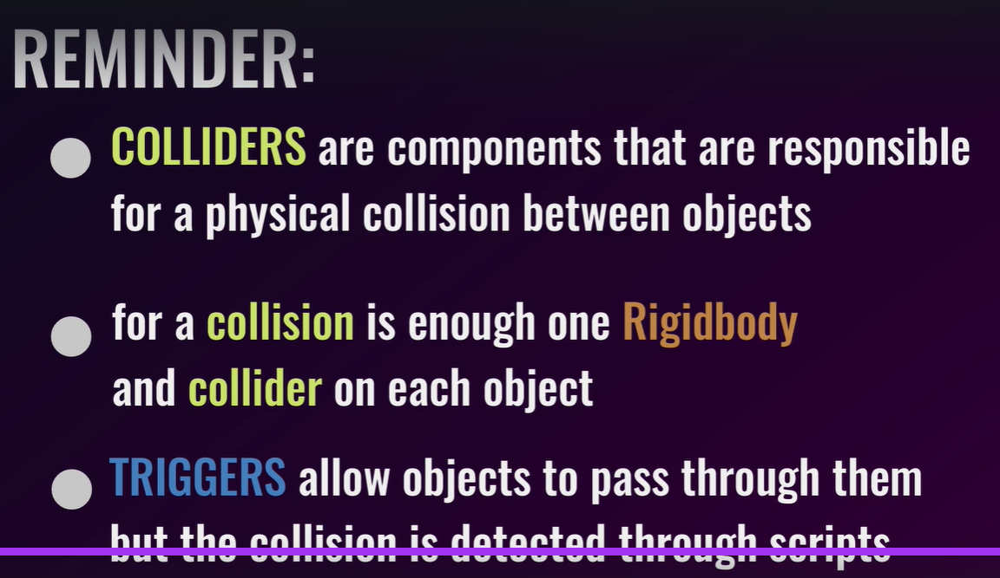 REMINDER:
COLLIDERS are components that are responsible
for a physical collision between objects
for a collision is enough one Rigidbody
and collider on each object
TRIGGERS allow objects to pass through them
but the collision is detected through scripts